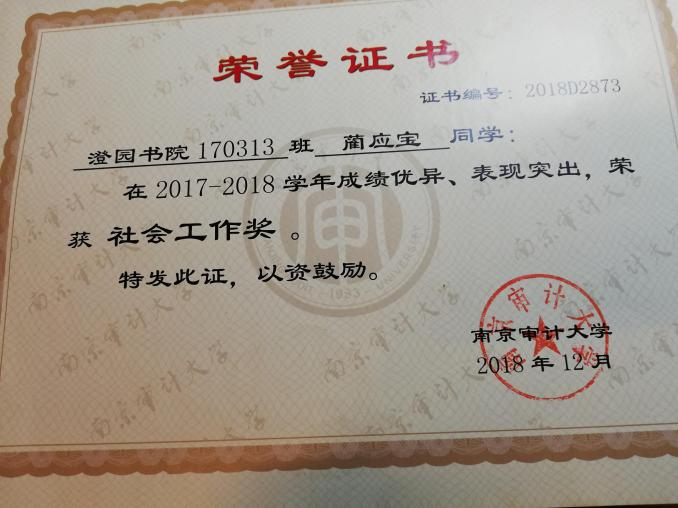 荣誉证书
证书编号：2018D2873
澄园书院 170313 班 蔺应宝 同学：
在 2017-2018 学年成绩优异、表现突出，荣
获 社会工作奖 。
特发此证，以资鼓励。
南京审计大学
2018 年 12 月